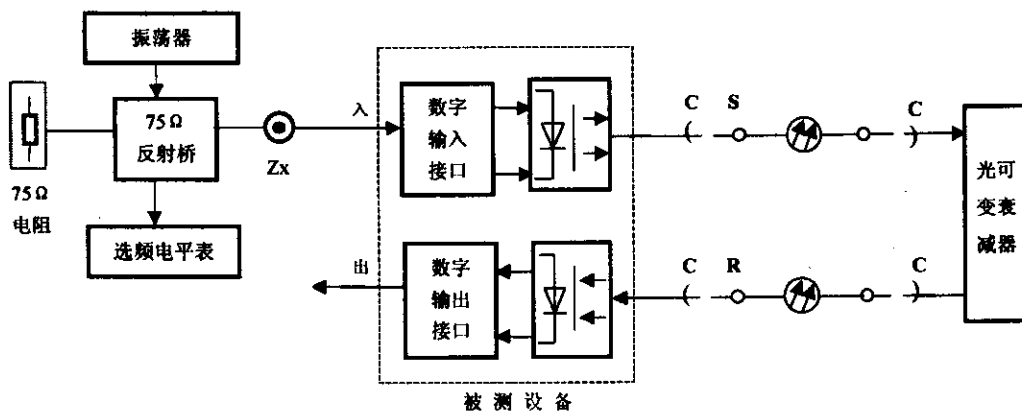 振荡器
75Ω
反射桥
75Ω
电阻
选频电平表
Zx
入
数字
输入
接口
C
S
C
光可
变衰
减器
出
数字
输出
接口
C
R
C
被测设备